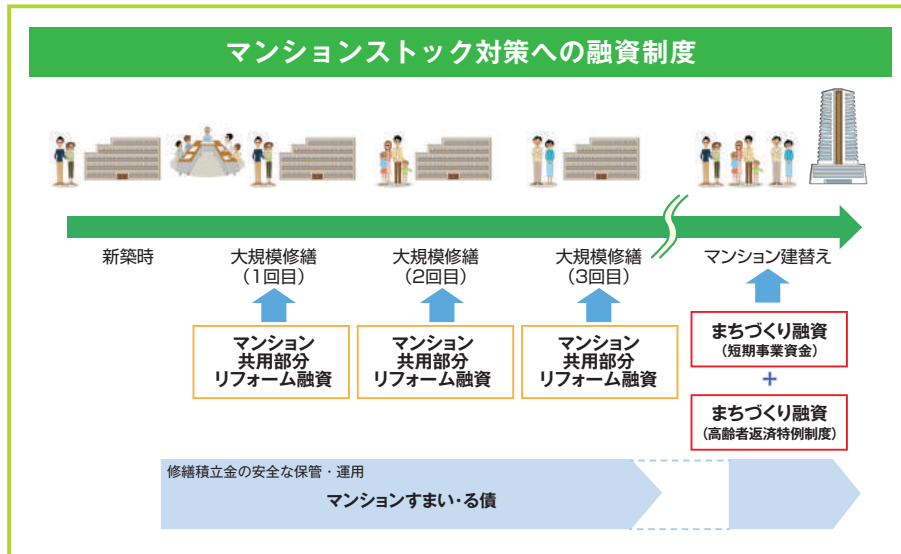 マンションストック対策への融資制度
新築時
大規模修繕
(1回目)
大規模修繕
(2回目)
大規模修繕
(3回目)
マンション建替え
マンション
共用部分
リフォーム融資
マンション
共用部分
リフォーム融資
マンション
共用部分
リフォーム融資
まちづくり融資
(短期事業資金)
+
まちづくり融資
(高齢者返済特例制度)
修繕積立金の安全な保管・運用
マンションすまい・る債